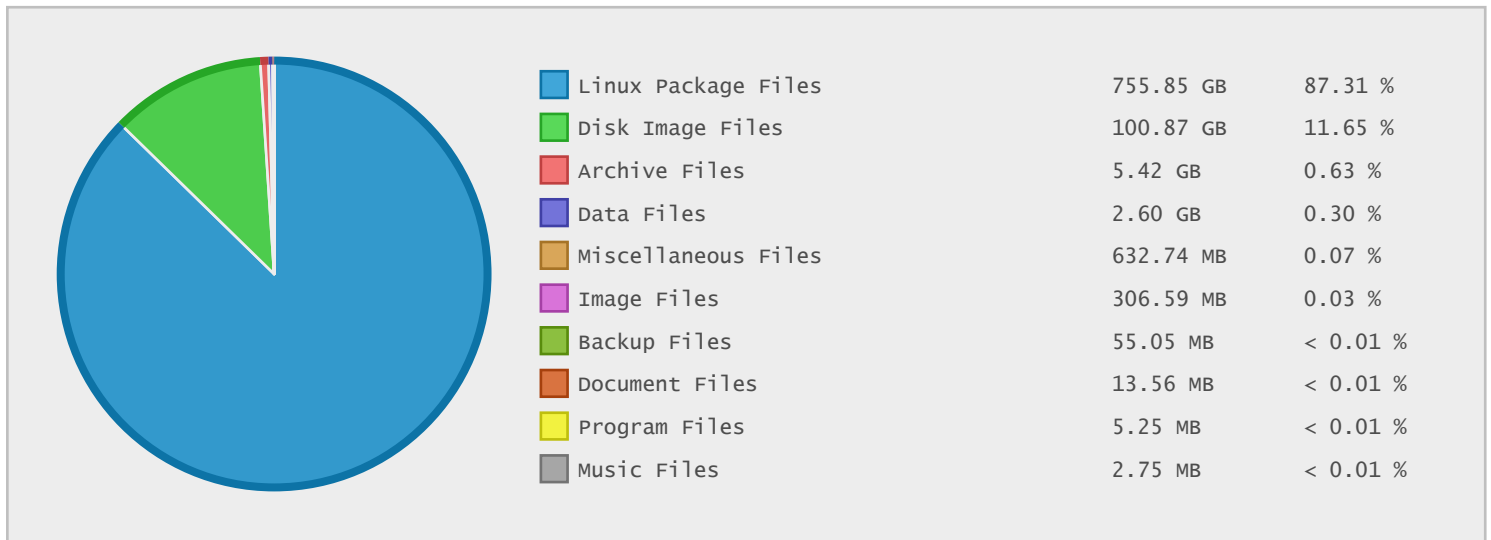 Linux Package Files 755.85 GB 87.31 %
Disk Image Files 100.87 GB 11.65 %
Archive Files 5.42 GB 0.63 %
Data Files 2.60 GB 0.30 %
Miscellaneous Files 632.74 MB 0.07 %
Image Files 306.59 MB 0.03 %
Backup Files 55.05 MB < 0.01 %
Document Files 13.56 MB < 0.01 %
Program Files 5.25 MB < 0.01 %
Music Files 2.75 MB < 0.01 %